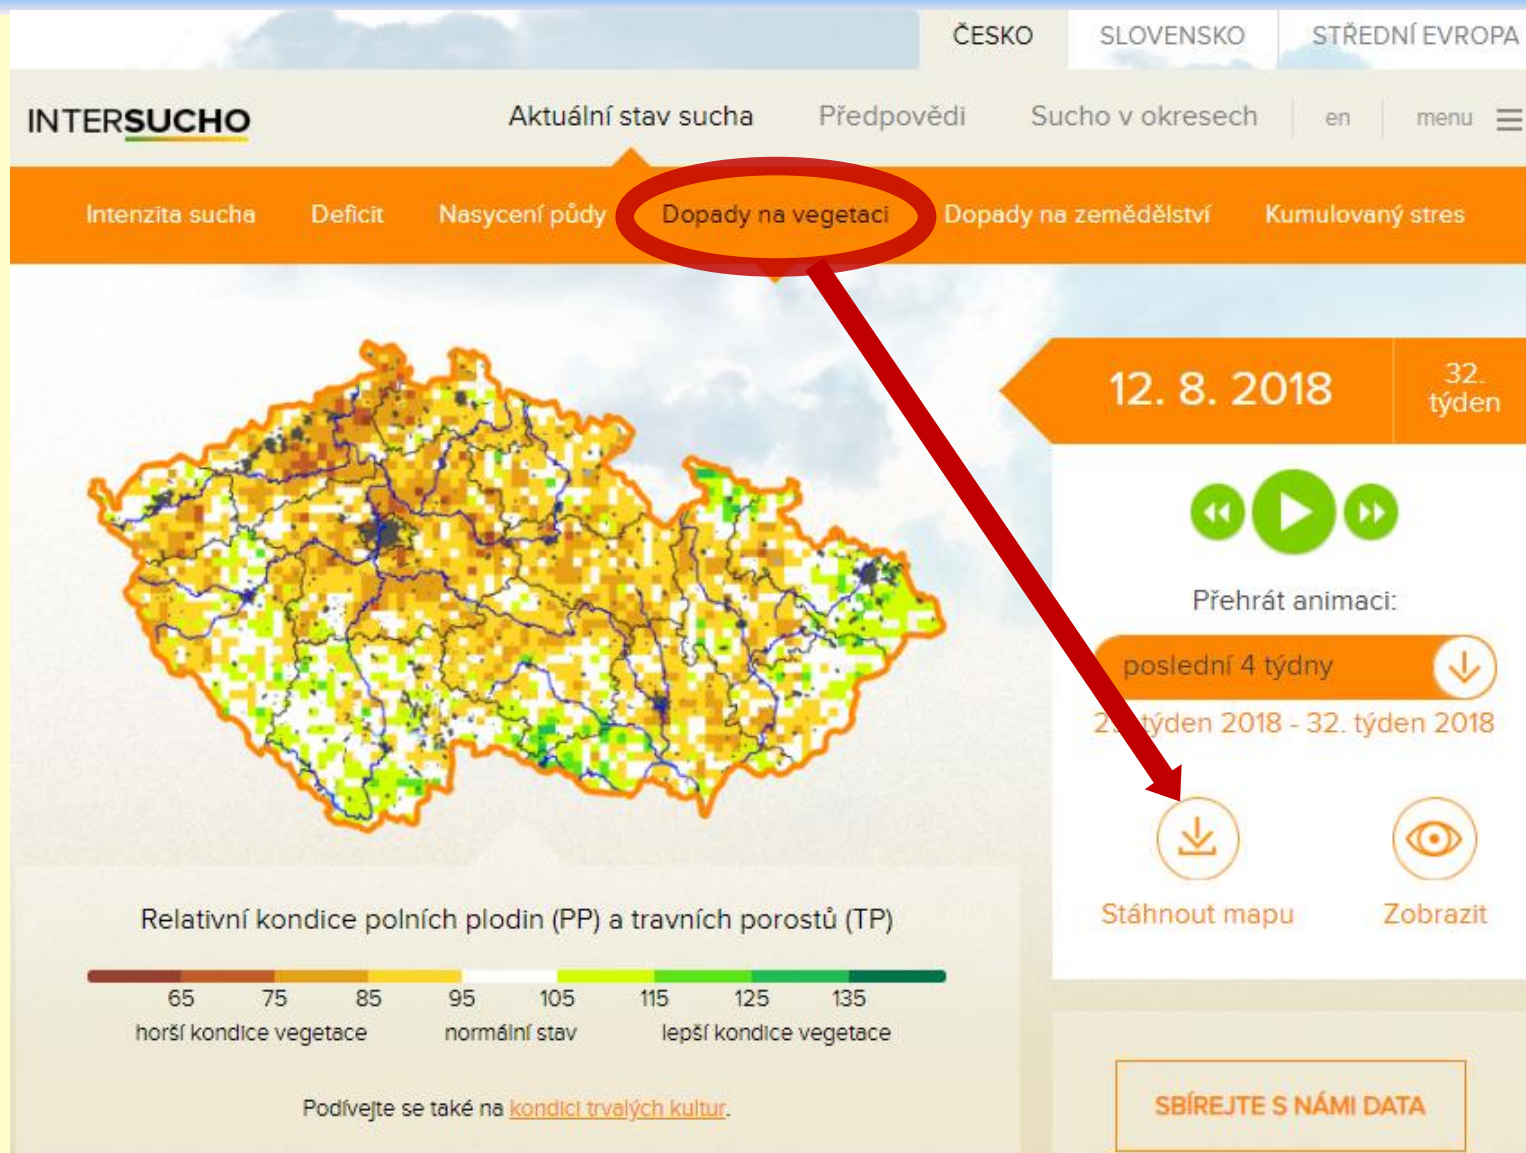 ČESKO SLOVENSKO STŘEDNÍ EVROPA
INTERSUCHO Aktuální stav sucha Předpovědi Sucho v okresech en menu
Intenzita sucha Deficit Nasycení půdy Dopady na vegetaci Dopady na zemědělství Kumulovaný stres
12. 8. 2018 32. týden
Přehrát animaci:
poslední 4 týdny
týden 2018 - 32. týden 2018
Stáhnout mapu Zobrazit
Relativní kondice polních plodin (PP) a travních porostů (TP)
65 75 85 95 105 115 125 135
horší kondice vegetace normální stav lepší kondice vegetace
Podívejte se také na kondici trvalých kultur.
SBÍREJTE S NÁMI DATA